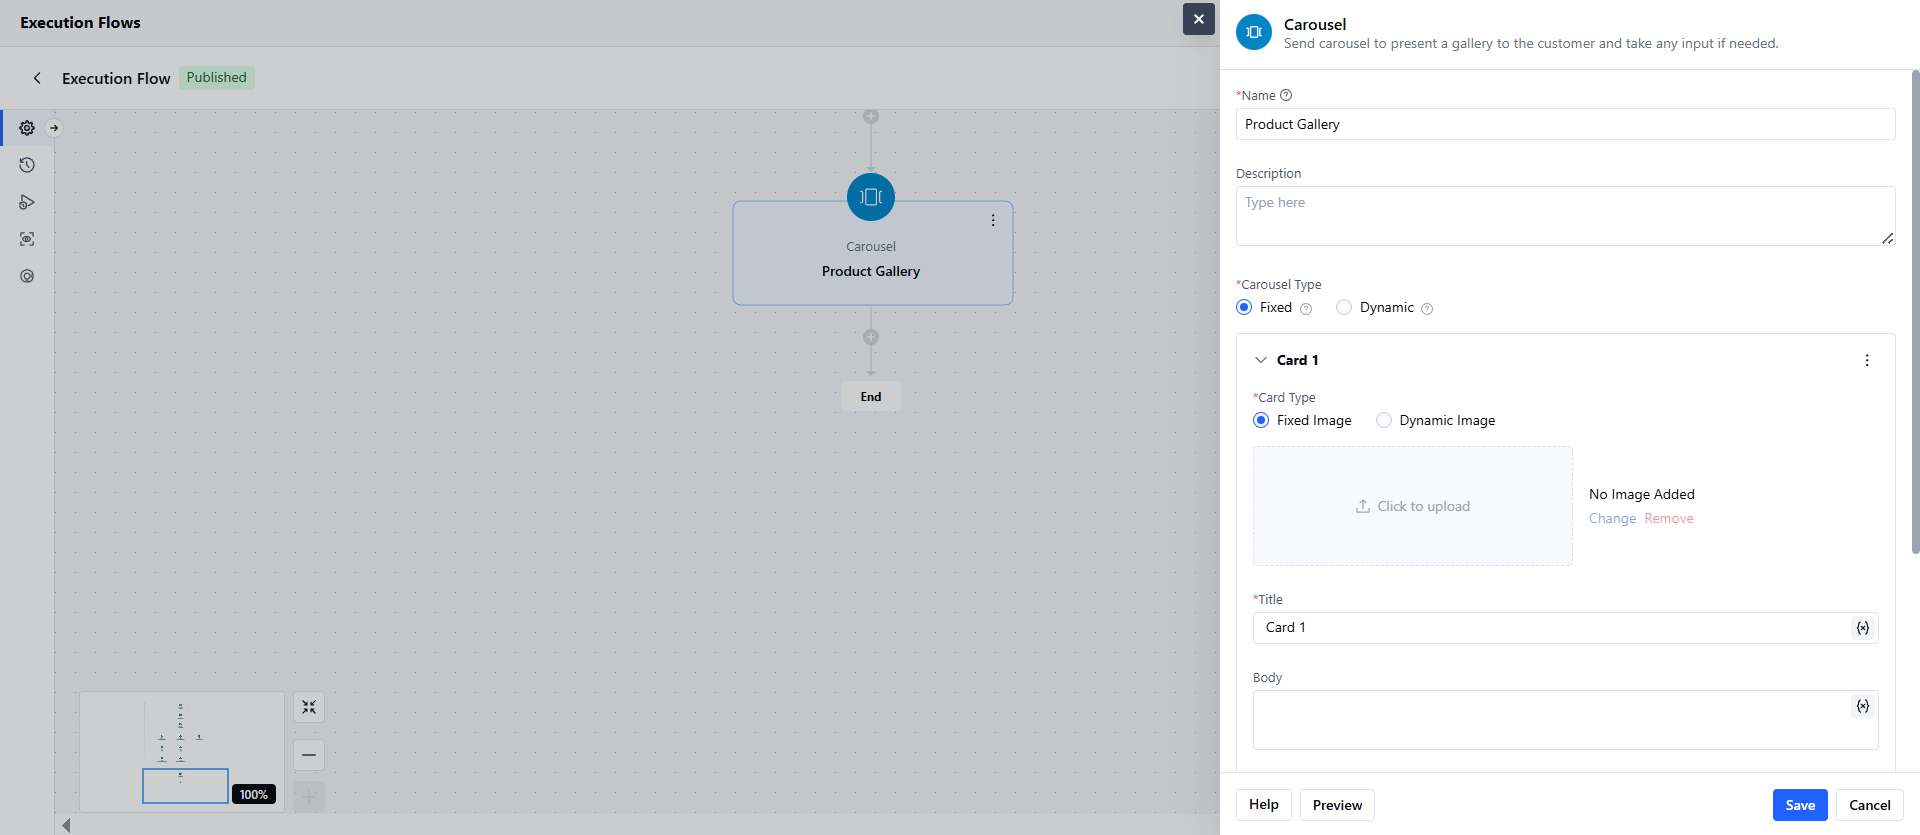 Execution Flows
Execution Flow Published
Carousel
Product Gallery
End
100%
Carousel
Send carousel to present a gallery to the customer and take any input if needed.
*Name
Product Gallery
Description
Type here
*Carousel Type
Fixed Dynamic
Card 1
*Card Type
Fixed Image Dynamic Image
Click to upload
No Image Added
Change Remove
*Title
Card 1
Body
Help Preview Save Cancel